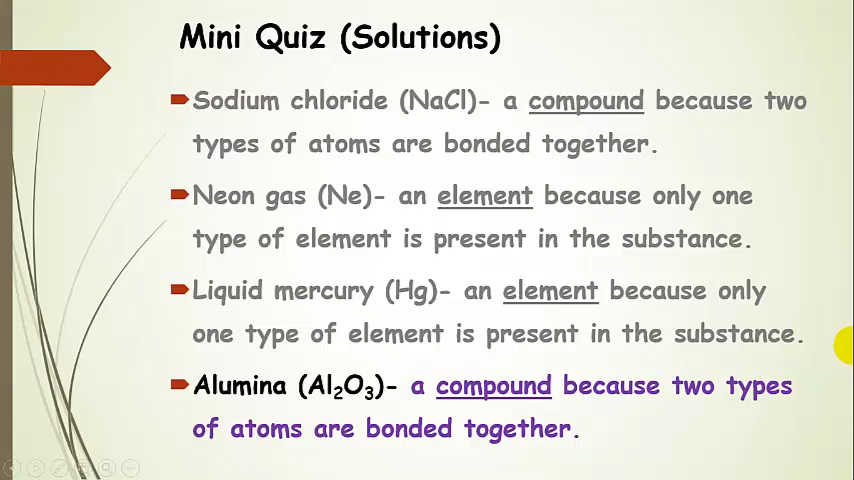 Mini Quiz (Solutions)
Sodium chloride (NaCl)- a compound because two
types of atoms are bonded together.
Neon gas (Ne)- an element because only one
type of element is present in the substance.
Liquid mercury (Hg)- an element because only
one type of element is present in the substance.
Alumina (Al₂O₃)- a compound because two types
of atoms are bonded together.